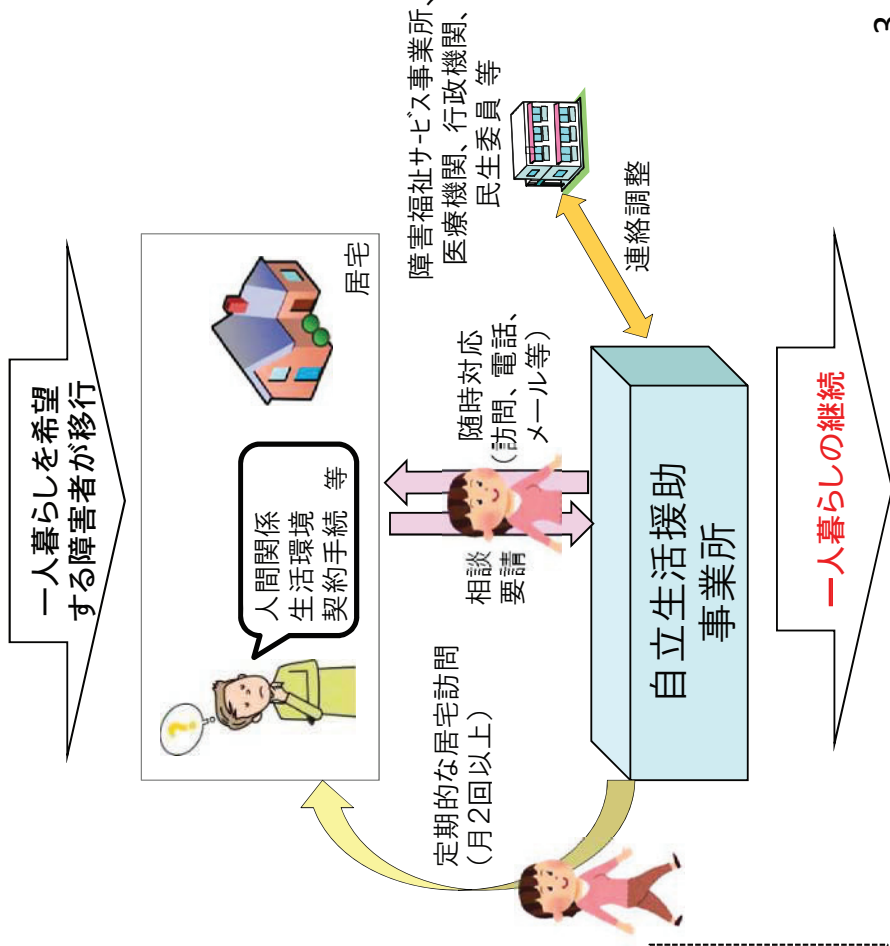 一人暮らしを希望
する障害者が移行
居宅
人間関係
生活環境
契約手続 等
定期的な居宅訪問
（月2回以上）
相談
要請
随時対応
（訪問、電話、
メール等）
障害福祉サービス事業所、
医療機関、行政機関、
民生委員 等
連絡調整
自立生活援助
事業所
一人暮らしの継続